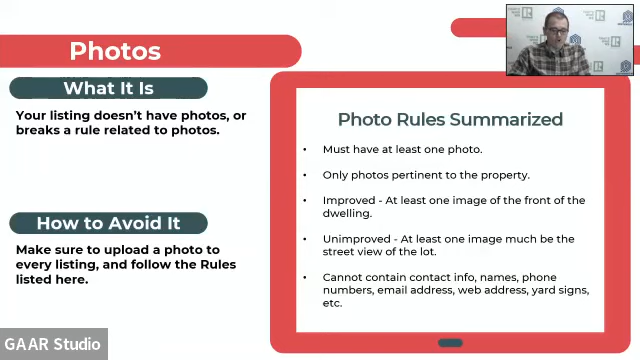 Photos
What It Is
Your listing doesn't have photos, or
breaks a rule related to photos.
How to Avoid It
Make sure to upload a photo to
every listing, and follow the Rules
listed here.
Photo Rules Summarized
• Must have at least one photo.
• Only photos pertinent to the property.
• Improved - At least one image of the front of the
dwelling.
• Unimproved - At least one image much be the
street view of the lot.
• Cannot contain contact info, names, phone
numbers, email address, web address, yard signs,
etc.
GAAR Studio